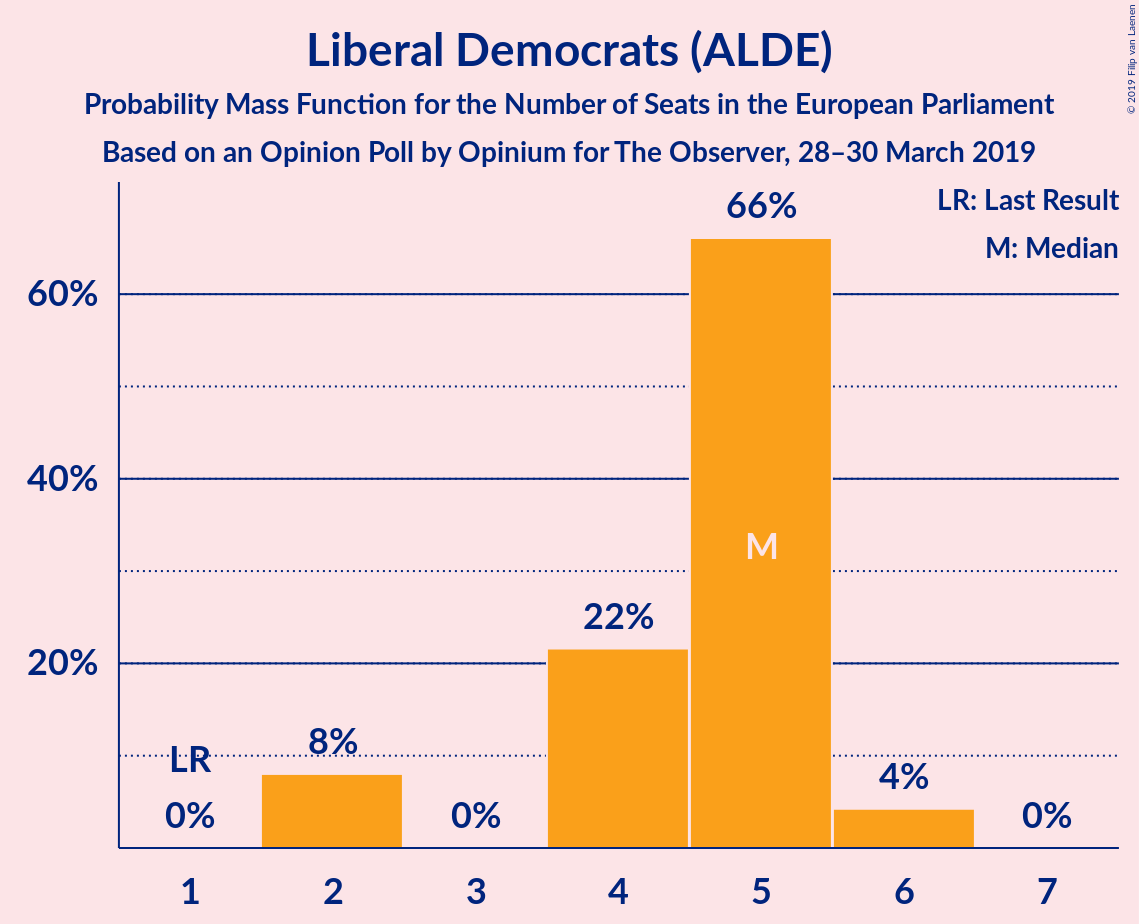 Liberal Democrats (ALDE)
Probability Mass Function for the Number of Seats in the European Parliament
Based on an Opinion Poll by Opinium for The Observer, 28–30 March 2019
© 2019 Filip van Laenen
LR: Last Result
M: Median
66%
60%
40%
M
22%
20%
LR
8%
4%
0%
0%
0%
1 2 3 4 5 6 7